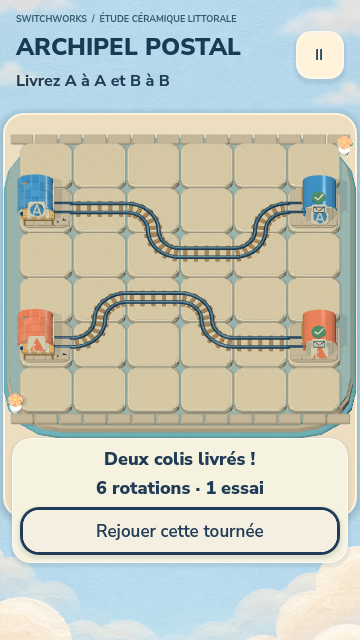 SWITCHWORKS / ÉTUDE CÉRAMIQUE LITTORALE
ARCHIPEL POSTAL
Livrez A à A et B à B
II
A
A
Deux colis livrés !
6 rotations · 1 essai
Rejouer cette tournée